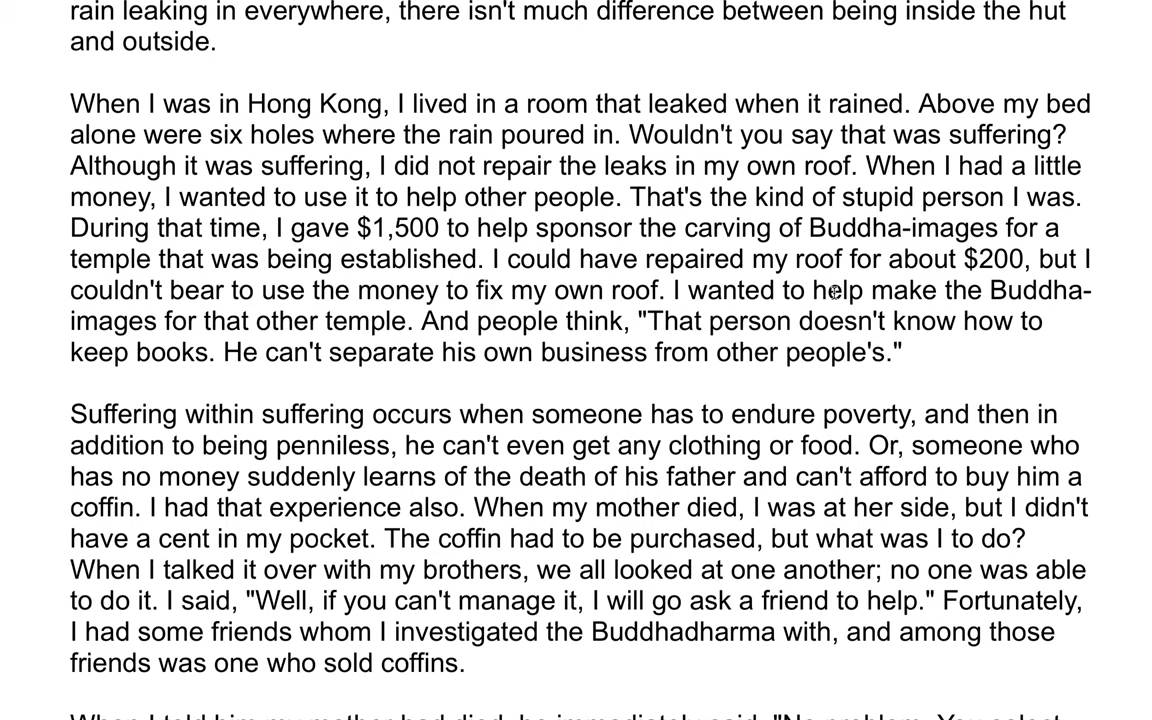 rain leaking in everywhere, there isn't much difference between being inside the hut
and outside.
When I was in Hong Kong, I lived in a room that leaked when it rained. Above my bed
alone were six holes where the rain poured in. Wouldn't you say that was suffering?
Although it was suffering, I did not repair the leaks in my own roof. When I had a little
money, I wanted to use it to help other people. That's the kind of stupid person I was.
During that time, I gave $1,500 to help sponsor the carving of Buddha-images for a
temple that was being established. I could have repaired my roof for about $200, but I
couldn't bear to use the money to fix my own roof. I wanted to help make the Buddha-
images for that other temple. And people think, "That person doesn't know how to
keep books. He can't separate his own business from other people's."
Suffering within suffering occurs when someone has to endure poverty, and then in
addition to being penniless, he can't even get any clothing or food. Or, someone who
has no money suddenly learns of the death of his father and can't afford to buy him a
coffin. I had that experience also. When my mother died, I was at her side, but I didn't
have a cent in my pocket. The coffin had to be purchased, but what was I to do?
When I talked it over with my brothers, we all looked at one another; no one was able
to do it. I said, "Well, if you can't manage it, I will go ask a friend to help." Fortunately,
I had some friends whom I investigated the Buddhadharma with, and among those
friends was one who sold coffins.
When I told him my mother had died, he immediately said, "No problem. You select